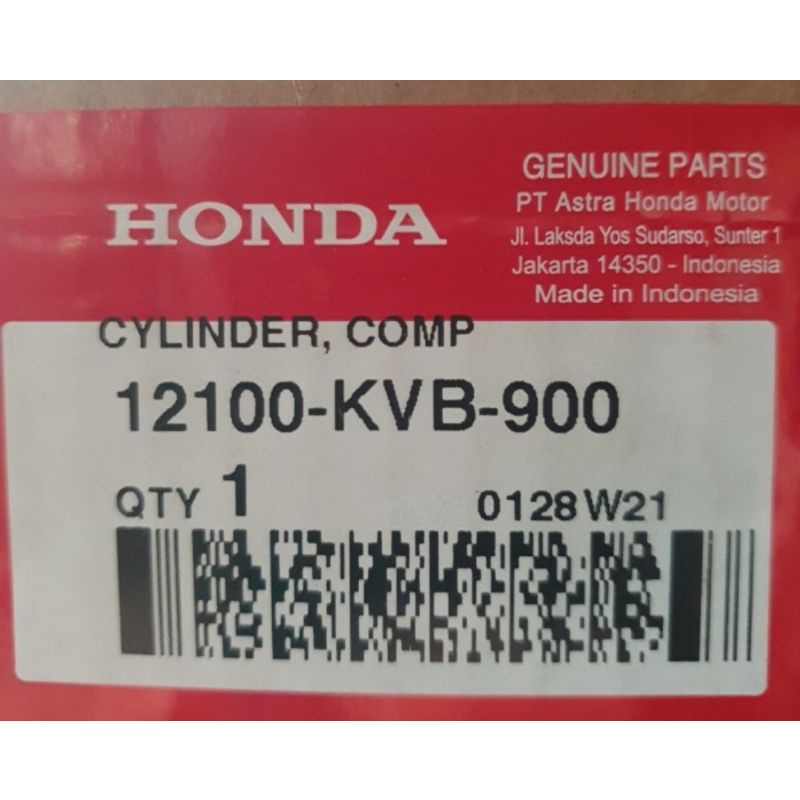 HONDA
GENUINE PARTS
PT Astra Honda Motor
Jl. Laksda Yos Sudarso, Sunter 1
Jakarta 14350 - Indonesia
Made in Indonesia
CYLINDER, COMP
12100-KVB-900
QTY 1
0128 W21